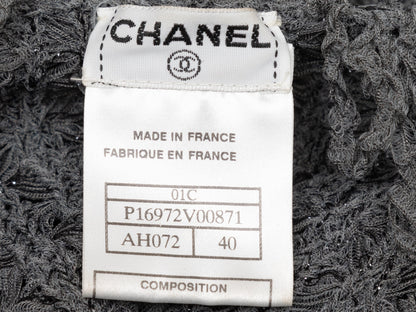 CHANEL
MADE IN FRANCE
FABRIQUE EN FRANCE
01C
P16972V00871
AH072 40
COMPOSITION